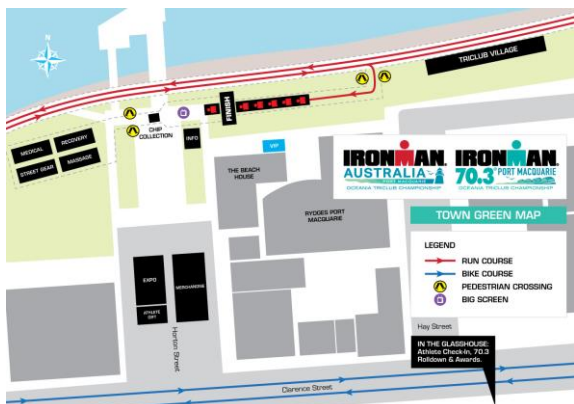 N
TRICLUB VILLAGE
FINISH
CHIP
COLLECTION
INFO
MEDICAL
RECOVERY
STREET GEAR
MASSAGE
VIP
THE BEACH
HOUSE
RYDGES PORT
MACQUARIE
IRONMAN
AUSTRALIA
PORT MACQUARIE
OCEANIA TRICLUB CHAMPIONSHIP
IRONMAN
70.3 PORT MACQUARIE
OCEANIA TRICLUB CHAMPIONSHIP
TOWN GREEN MAP
LEGEND
RUN COURSE
BIKE COURSE
PEDESTRIAN CROSSING
BIG SCREEN
EXPO
MERCHANDISE
ATHLETE
GIFT
Horton Street
Hay Street
IN THE GLASSHOUSE:
Athlete Check-In, 70.3
Rolldown & Awards.
Clarence Street